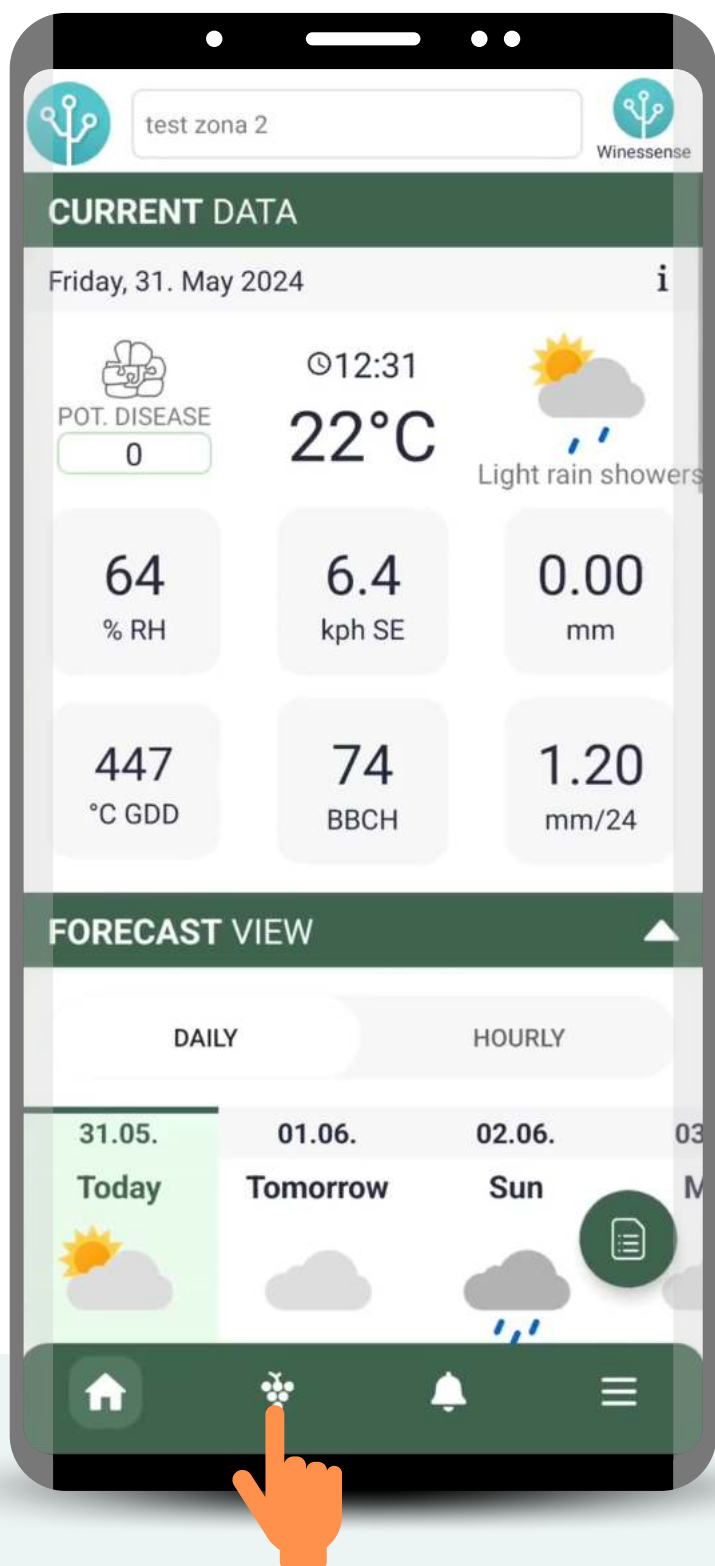 test zona 2
Winessense
CURRENT DATA
Friday, 31. May 2024
i
12:31
POT. DISEASE
22°C
0
Light rain showers
64
6.4
0.00
% RH
kph SE
mm
447
74
1.20
°C GDD
BBCH
mm/24
FORECAST VIEW
DAILY
HOURLY
31.05.
01.06.
02.06.
03
Today
Tomorrow
Sun
M